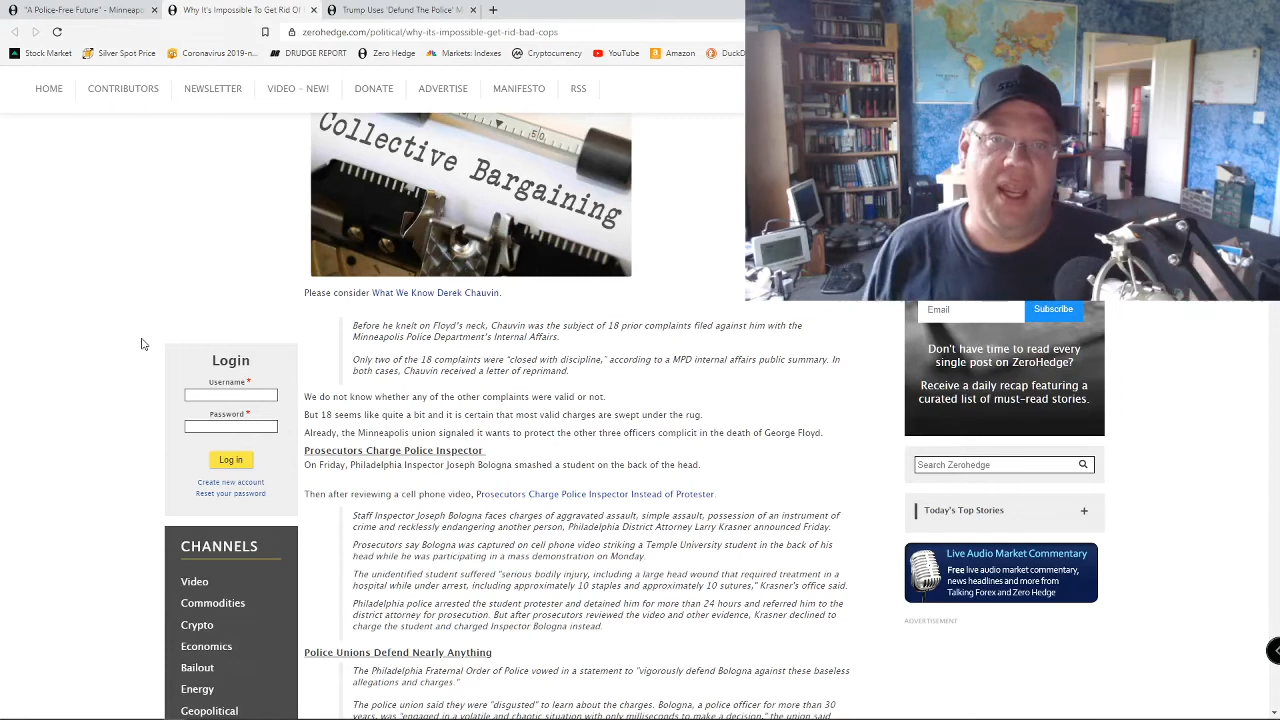 "A Police-Free Future" - Minneapo
Why It's Impossible To Get Rid Of
Trump Uses 'Defund The Police' M
zerohedge.com/political/why-its-impossible-get-rid-bad-cops
Stock Market
Silver Spot Price
Coronavirus 2019-n...
DRUDGE REPORT
Zero Hedge
Markets: Indexes
Cryptocurrency
YouTube
Amazon
DuckD
HOME
CONTRIBUTORS
NEWSLETTER
VIDEO – NEW!
DONATE
ADVERTISE
MANIFESTO
RSS
50
Collective Bargaining
Please consider What We Know Derek Chauvin.
Before he knelt on Floyd's neck, Chauvin was the subject of 18 prior complaints filed against him with the
Minneapolis Police Department's Internal Affairs.
Only two of the 18 complaints were "closed with discipline," according to a MPD internal affairs public summary. In
both cases, Chauvin received a letter of reprimand.
We do not know whether any of the other complaints were valid or not.
But 18 seems like quite a bit and it is certain that most valid charges are swept under the rug.
Already, the Minneapolis union signaled it wants to protect the other three officers complicit in the death of George Floyd.
Prosecutors Charge Police Inspector
On Friday, Philadelphia Inspector Joseph Bologna smashed a student on the back of the head.
Then after reviewing a cell phone video, Prosecutors Charge Police Inspector Instead of Protester.
Staff Inspector Joseph Bologna faces charges of aggravated assault, simple assault, possession of an instrument of
crime and recklessly endangering another person, Philadelphia District Attorney Larry Krasner announced Friday.
Prosecutors say Bologna was captured on cell phone video striking a Temple University student in the back of his
head while he was participating in a mass demonstration on Monday.
The unidentified student suffered "serious bodily injury, including a large head wound that required treatment in a
hospital while under arrest, including approximately 10 staples and approximately 10 sutures," Krasner's office said.
Philadelphia police arrested the student protester and detained him for more than 24 hours and referred him to the
district attorney for prosecution. But after prosecutors reviewed the video and other evidence, Krasner declined to
charge the student and charged Inspector Bologna instead.
Police Unions Defend Nearly Anything
The Philadelphia Fraternal Order of Police vowed in a statement to "vigorously defend Bologna against these baseless
allegations and charges."
The police union said they were "disgusted" to learn about the charges. Bologna, a police officer for more than 30
years, was "engaged in a volatile and chaotic situation with only milliseconds to make a decision," the union said
Login
Username *
Password *
Log in
Create new account
Reset your password
CHANNELS
Video
Commodities
Crypto
Economics
Bailout
Energy
Geopolitical
Email
Subscribe
Don't have time to read every
single post on ZeroHedge?
Receive a daily recap featuring a
curated list of must-read stories.
Search Zerohedge
Today's Top Stories
+
Live Audio Market Commentary
Free live audio market commentary,
news headlines and more from
Talking Forex and Zero Hedge
ADVERTISEMENT